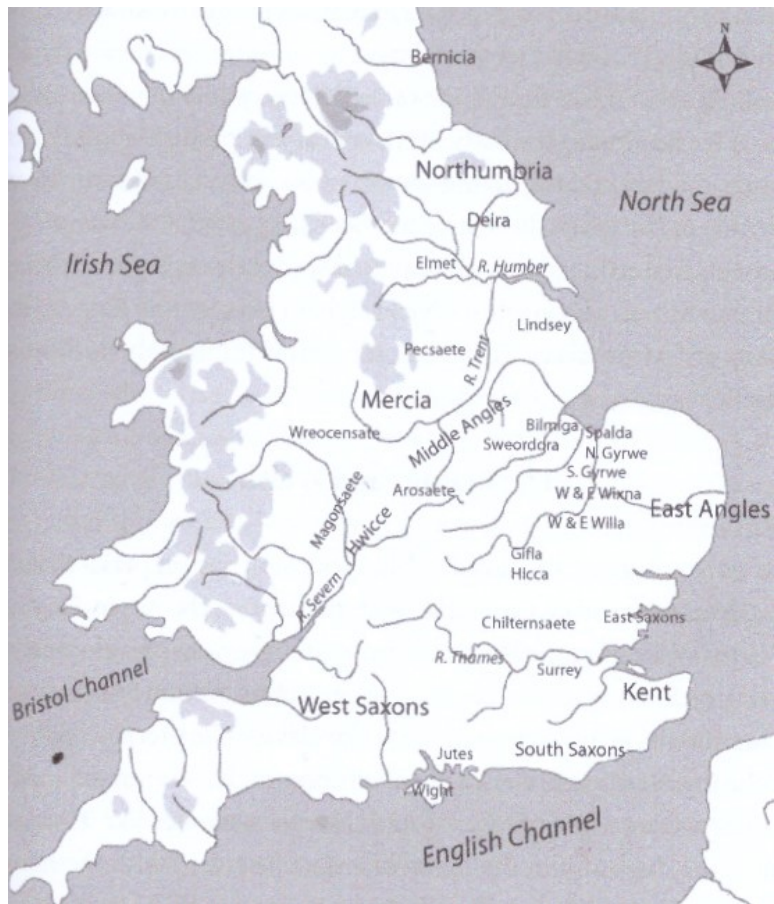 N
Bernicia
Northumbria
North Sea
Deira
Irish Sea
Elmet
R. Humber
Lindsey
Pecsaete
R. Trent
Mercia
Middle Angles
Wreocensate
Bilmiga
Spalda
Sweordora
N. Gyrwe
S. Gyrwe
Magonsaete
Arosaete
W & E Wixna
East Angles
Hwicce
W & E Willa
Gifla
Hicca
R. Severn
Chilternsaete
East Saxons
R. Thames
Surrey
Bristol Channel
Kent
West Saxons
Jutes
South Saxons
Wight
English Channel